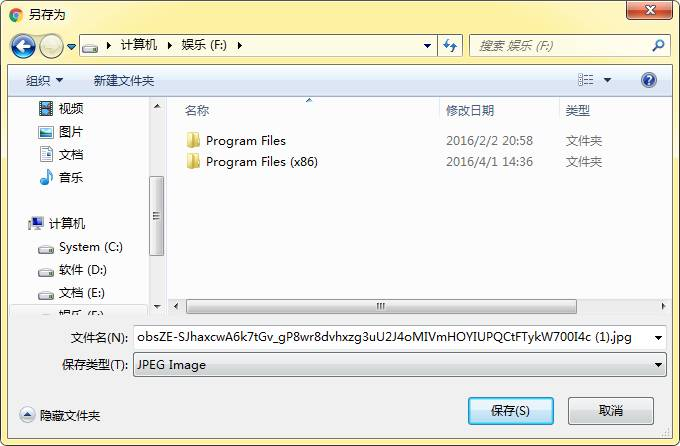 另存为
计算机 娱乐 (F:)
搜索 娱乐 (F:)
组织 新建文件夹
名称 修改日期 类型
视频
图片
文档
音乐
计算机
System (C:)
软件 (D:)
文档 (E:)
娱乐 (F:)
Program Files 2016/2/2 20:58 文件夹
Program Files (x86) 2016/4/1 14:36 文件夹
文件名(N): obsZE-SJhaxcwA6k7tGv_gP8wr8dvhxzg3uU2J4oMIVmHOYIUPQCtFTykW700I4c (1).jpg
保存类型(T): JPEG Image
隐藏文件夹
保存(S) 取消